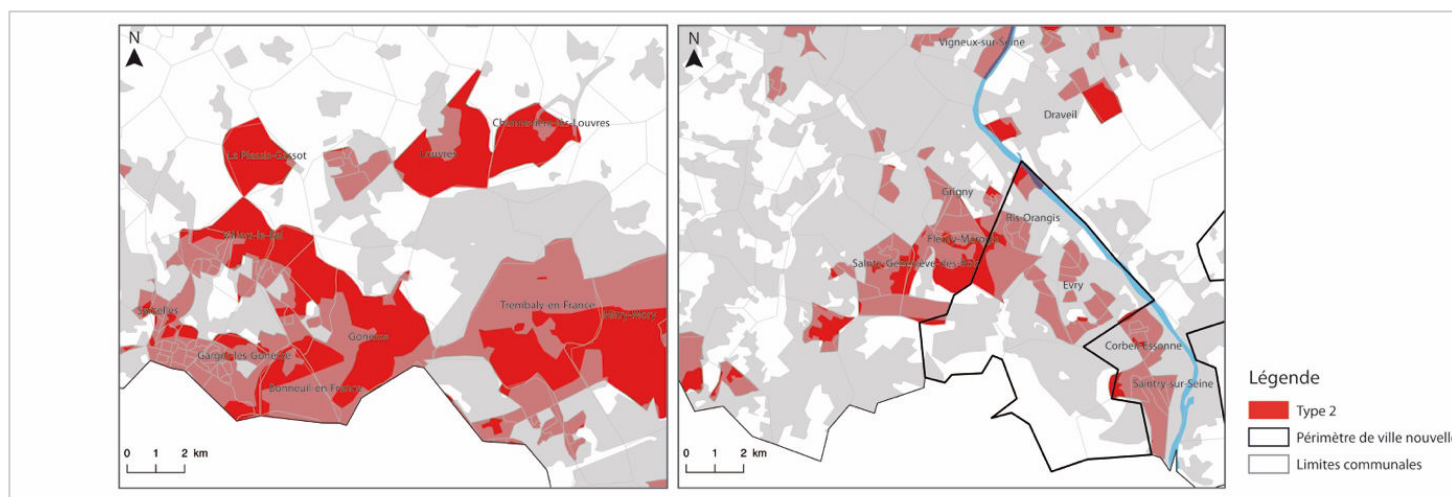 N
Le Plessis-Gassot
Louvres
Chennevières-lès-Louvres
Villiers-le-Bel
Sarcelles
Garges-lès-Gonesse
Gonesse
Bonneuil-en-France
Trembaly-en-France
Mitry-Mory
0 1 2 km
N
Vigneux-sur-Seine
Draveil
Grigny
Ris-Orangis
Fleury-Mérogis
Sainte-Geneviève-des-Bois
Evry
Corbeil-Essonne
Saintry-sur-Seine
0 1 2 km
Légende
Type 2
Périmètre de ville nouvelle
Limites communales